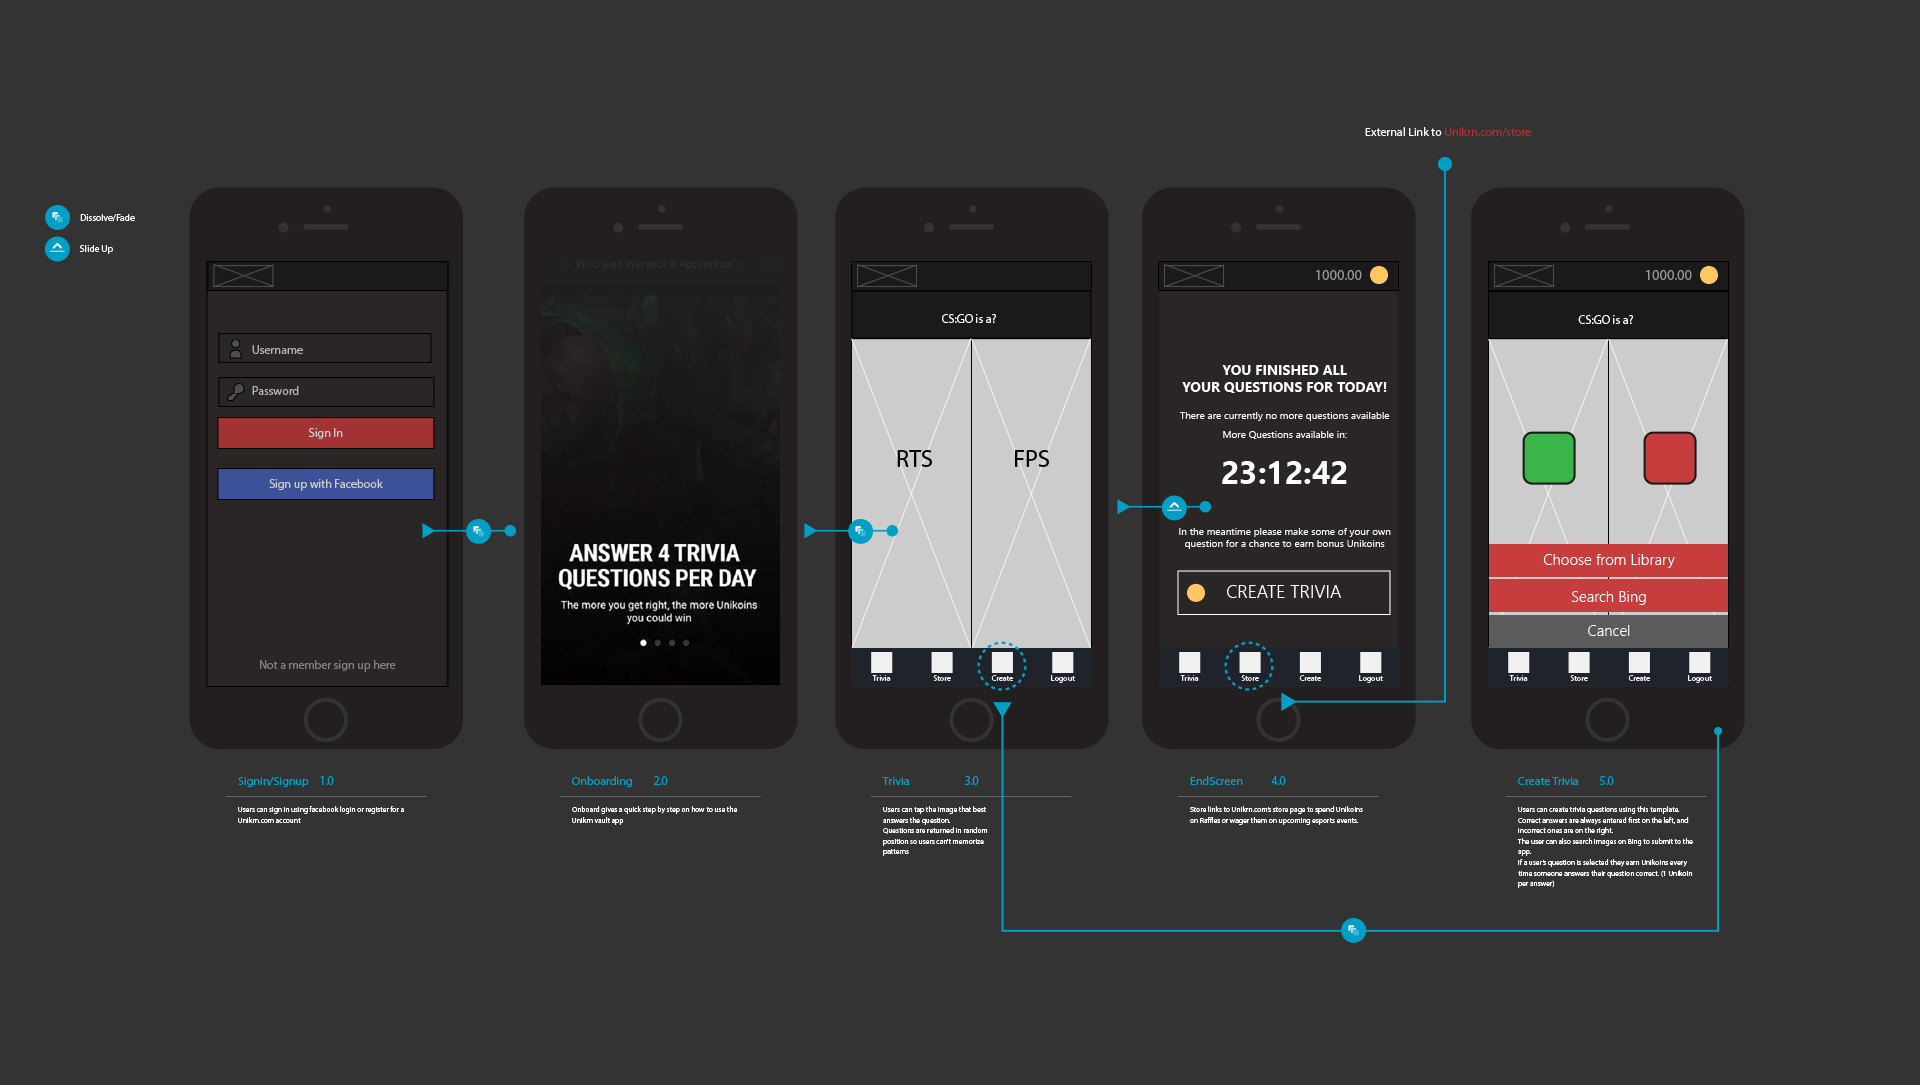 External Link to Unikrn.com/store
Dissolve/Fade
Slide Up
Username
Password
Sign In
Sign up with Facebook
Not a member sign up here
Signin/Signup 1.0
Users can sign in using facebook login or register for a
Unikrn.com account
Who was Warwick's Apprentice?
ANSWER 4 TRIVIA
QUESTIONS PER DAY
The more you get right, the more Unikoins
you could win
Onboarding 2.0
Onboard gives a quick step by step on how to use the
Unikrn vault app
CS:GO is a?
RTS
FPS
Trivia
Store
Create
Logout
Trivia 3.0
Users can tap the image that best
answers the question.
Questions are returned in random
position so users can't memorize
patterns
1000.00
YOU FINISHED ALL
YOUR QUESTIONS FOR TODAY!
There are currently no more questions available
More Questions available in:
23:12:42
In the meantime please make some of your own
question for a chance to earn bonus Unikoins
CREATE TRIVIA
Trivia
Store
Create
Logout
EndScreen 4.0
Store links to Unikrn.com's store page to spend Unikoins
on Raffles or wager them on upcoming esports events.
1000.00
CS:GO is a?
Choose from Library
Search Bing
Cancel
Trivia
Store
Create
Logout
Create Trivia 5.0
Users can create trivia questions using this template.
Correct answers are always entered first on the left, and
incorrect ones are on the right.
The user can also search images on Bing to submit to the
app.
If a user's question is selected they earn Unikoins every
time someone answers their question correct. (1 Unikoin
per answer)